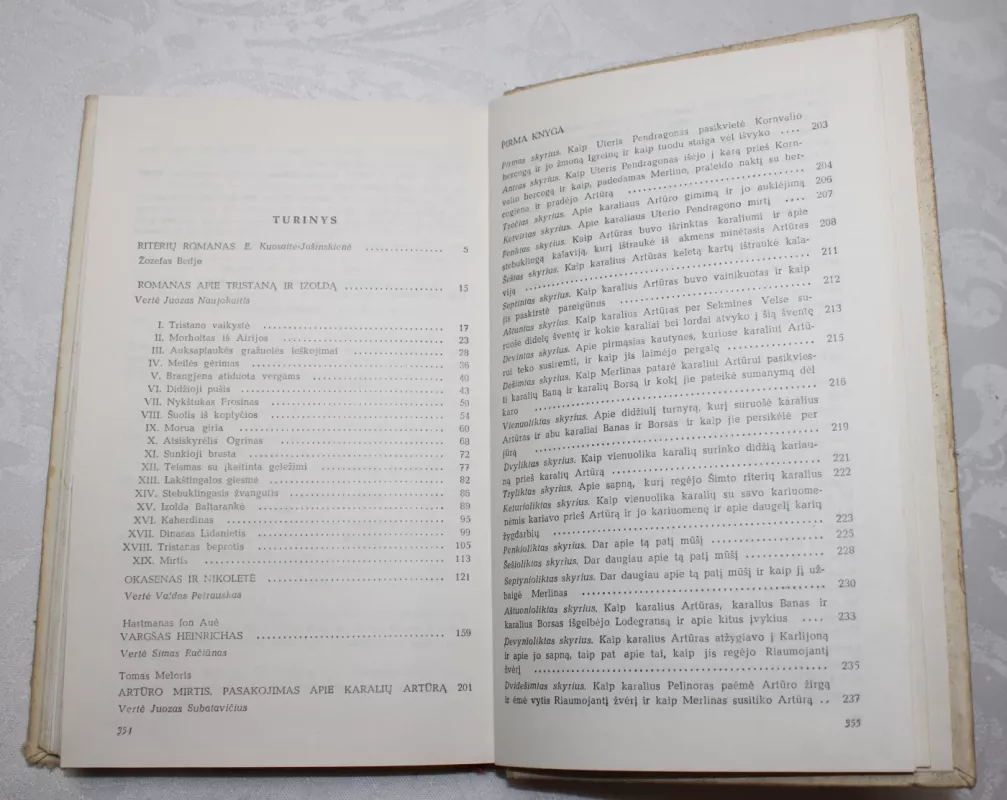 TURINYS
RITERIŲ ROMANAS E. Kuosaitė-Jašinskienė ................ 5
Žozefas Bedje
ROMANAS APIE TRISTANĄ IR IZOLDĄ .................. 15
Vertė Juozas Naujokaitis
I. Tristano vaikystė ................................ 17
II. Morholtas iš Airijos ............................ 23
III. Auksaplaukės gražuolės ieškojimai .............. 28
IV. Meilės gėrimas .................................. 36
V. Brangjena atiduota vergams ....................... 40
VI. Didžioji pušis .................................. 43
VII. Nykštukas Frosinas ............................. 50
VIII. Šuolis iš koplyčios ........................... 54
IX. Morua giria ..................................... 60
X. Atsiskyrėlis Ogrinas ............................. 68
XI. Sunkioji brasta ................................. 72
XII. Teismas su įkaitinta geležimi .................. 77
XIII. Lakštingalos giesmė ........................... 82
XIV. Stebuklingasis žvangutis ....................... 86
XV. Izolda Baltarankė ............................... 89
XVI. Kaherdinas ..................................... 95
XVII. Dinasas Lidanietis ............................ 99
XVIII. Tristanas beprotis ........................... 105
XIX. Mirtis ......................................... 113
OKASENAS IR NIKOLETĖ ................................ 121
Vertė Valdas Petrauskas
Hartmanas fon Auė
VARGŠAS HEINRICHAS .................................. 159
Vertė Simas Račiūnas
Tomas Meloris
ARTŪRO MIRTIS. PASAKOJIMAS APIE KARALIŲ ARTŪRĄ 201
Vertė Juozas Subatavičius
354
PIRMA KNYGA
Pirmas skyrius. Kaip Uteris Pendragonas pasikvietė Kornvalio
hercogą ir jo žmoną Igreinę ir kaip tuodu staiga vėl išvyko .... 203
Antras skyrius. Kaip Uteris Pendragonas išėjo į karą prieš Korn-
valio hercogą ir kaip, padedamas Merlino, praleido naktį su her-
cogiene ir pradėjo Artūrą ........................... 204
Trečias skyrius. Apie karaliaus Artūro gimimą ir jo auklėjimą 206
Ketvirtas skyrius. Apie karaliaus Uterio Pendragono mirtį .... 207
Penktas skyrius. Kaip Artūras buvo išrinktas karaliumi ir apie
stebuklingą kalaviją, kurį ištraukė iš akmens minėtasis Artūras 208
Šeštas skyrius. Kaip karalius Artūras keletą kartų ištraukė kala-
viją ................................................ 211
Septintas skyrius. Kaip karalius Artūras buvo vainikuotas ir kaip
jis paskirstė pareigūnus ............................ 212
Aštuntas skyrius. Kaip karalius Artūras per Sekmines Velse su-
ruošė didelę šventę ir kokie karaliai bei lordai atvyko į šią šventę 213
Devintas skyrius. Apie pirmąsias kautynes, kuriose karaliui Artū-
rui teko susiremti, ir kaip jis laimėjo pergalę ................ 215
Dešimtas skyrius. Kaip Merlinas patarė karaliui Artūrui pasikvies-
ti karalių Baną ir karalių Borsą ir kokį jie pateikė sumanymą dėl
karo ................................................ 216
Vienuoliktas skyrius. Apie didžiulį turnyrą, kurį suruošė karalius
Artūras ir abu karaliai Banas ir Borsas ir kaip jie persikėlė per
jūrą ................................................ 219
Dvyliktas skyrius. Kaip vienuolika karalių surinko didžią kariau-
ną prieš karalių Artūrą ............................. 221
Tryliktas skyrius. Apie sapną, kurį regėjo Šimto riterių karalius 222
Keturioliktas skyrius. Kaip vienuolika karalių su savo kariuome-
nėmis kariavo prieš Artūrą ir jo kariuomenę ir apie daugelį karių
žygdarbių ........................................... 223
Penkioliktas skyrius. Dar apie tą patį mūšį ................ 225
Šešioliktas skyrius. Dar daugiau apie tą patį mūšį ............ 228
Septynioliktas skyrius. Dar daugiau apie tą patį mūšį ir kaip jį už-
baigė Merlinas ...................................... 230
Aštuonioliktas skyrius. Kaip karalius Artūras, karalius Banas ir
karalius Borsas išgelbėjo Lodegransą ir apie kitus įvykius .... 233
Devynioliktas skyrius. Kaip karalius Artūras atžygiavo į Karlijoną
ir apie jo sapną, taip pat apie tai, kaip jis regėjo Riaumojantį
žvėrį ............................................... 235
Dvidešimtas skyrius. Kaip karalius Pelinoras paėmė Artūro žirgą
ir ėmė vytis Riaumojantį žvėrį ir kaip Merlinas susitiko Artūrą .. 237
355